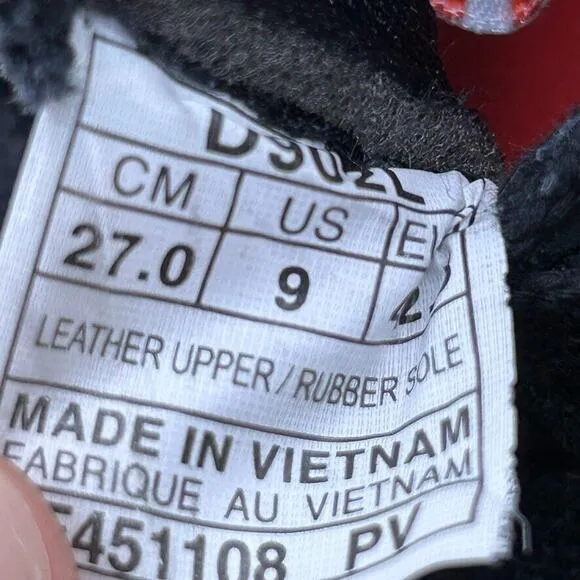 D902L
CM US
27.0 9
LEATHER UPPER / RUBBER SOLE
MADE IN VIETNAM
FABRIQUE AU VIETNAM
451108 PV